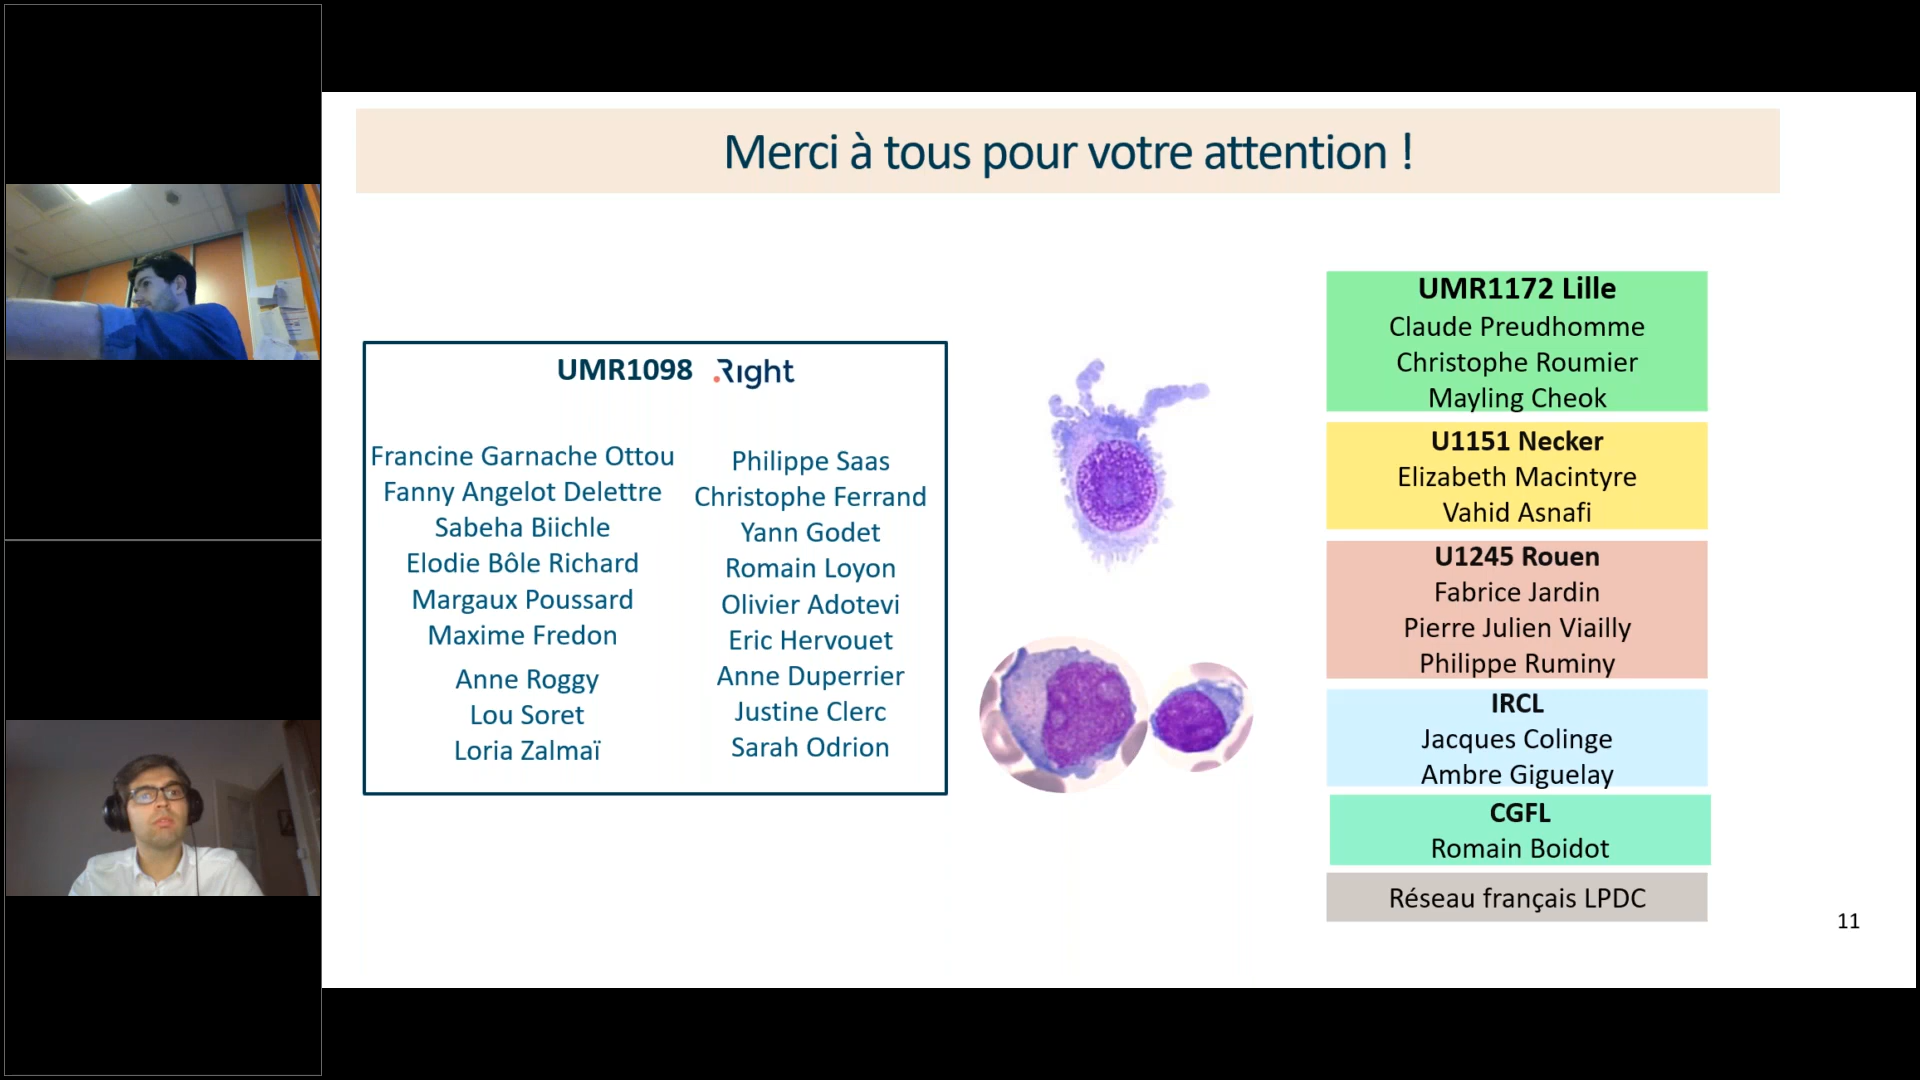 Merci à tous pour votre attention !
UMR1098 Right
Francine Garnache Ottou
Fanny Angelot Delettre
Sabeha Biichle
Elodie Bôle Richard
Margaux Poussard
Maxime Fredon
Anne Roggy
Lou Soret
Loria Zalmaï
Philippe Saas
Christophe Ferrand
Yann Godet
Romain Loyon
Olivier Adotevi
Eric Hervouet
Anne Duperrier
Justine Clerc
Sarah Odrion
UMR1172 Lille
Claude Preudhomme
Christophe Roumier
Mayling Cheok
U1151 Necker
Elizabeth Macintyre
Vahid Asnafi
U1245 Rouen
Fabrice Jardin
Pierre Julien Viailly
Philippe Ruminy
IRCL
Jacques Colinge
Ambre Giguelay
CGFL
Romain Boidot
Réseau français LPDC
11